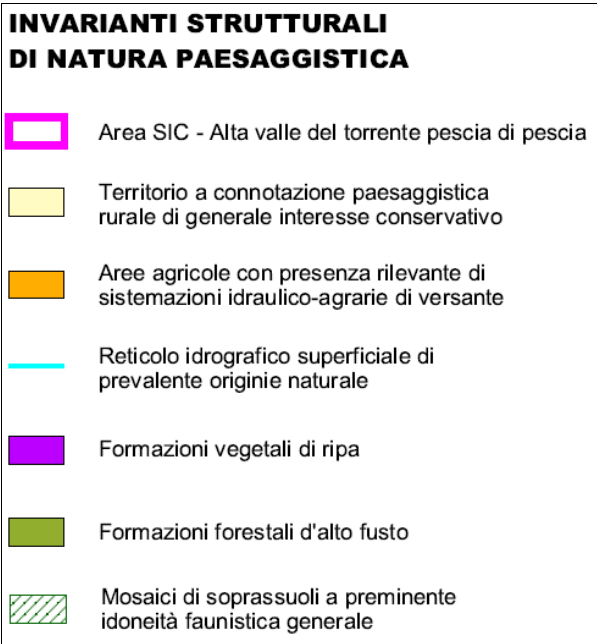 INVARIANTI STRUTTURALI
DI NATURA PAESAGGISTICA
Area SIC - Alta valle del torrente pescia di pescia
Territorio a connotazione paesaggistica
rurale di generale interesse conservativo
Aree agricole con presenza rilevante di
sistemazioni idraulico-agrarie di versante
Reticolo idrografico superficiale di
prevalente originie naturale
Formazioni vegetali di ripa
Formazioni forestali d'alto fusto
Mosaici di soprassuoli a preminente
idoneità faunistica generale